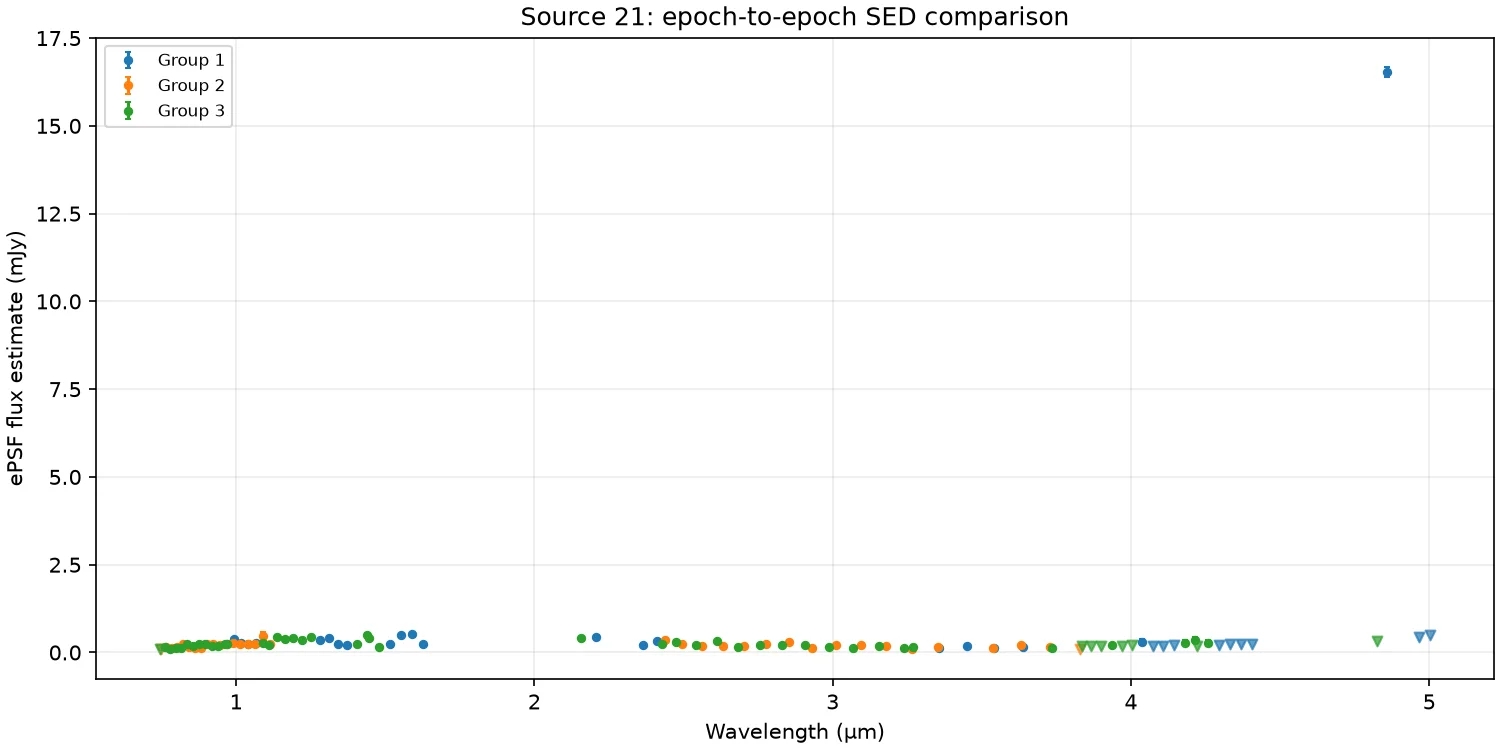 Source 21: epoch-to-epoch SED comparison
17.5
15.0
12.5
10.0
7.5
5.0
2.5
0.0
ePSF flux estimate (mJy)
Group 1
Group 2
Group 3
1
2
3
4
5
Wavelength (μm)